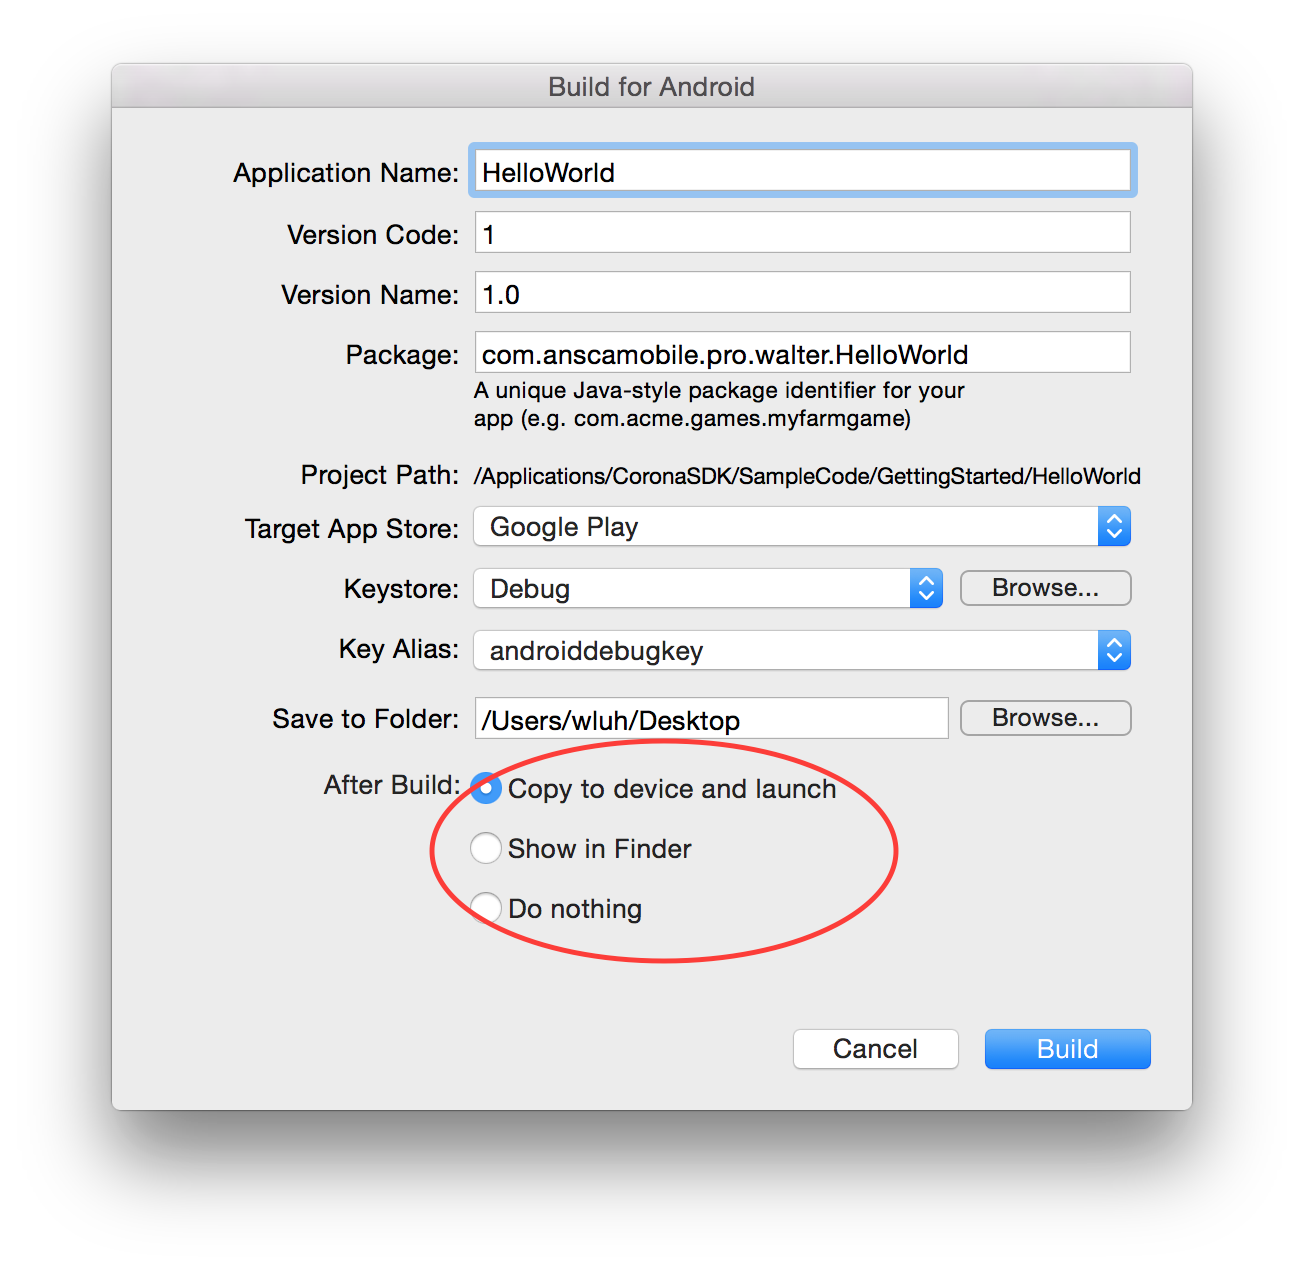 Build for Android
Application Name: HelloWorld
Version Code: 1
Version Name: 1.0
Package: com.anscamobile.pro.walter.HelloWorld
A unique Java-style package identifier for your
app (e.g. com.acme.games.myfarmgame)
Project Path: /Applications/CoronaSDK/SampleCode/GettingStarted/HelloWorld
Target App Store: Google Play
Keystore: Debug Browse...
Key Alias: androiddebugkey
Save to Folder: /Users/wluh/Desktop Browse...
After Build: Copy to device and launch
Show in Finder
Do nothing
Cancel Build